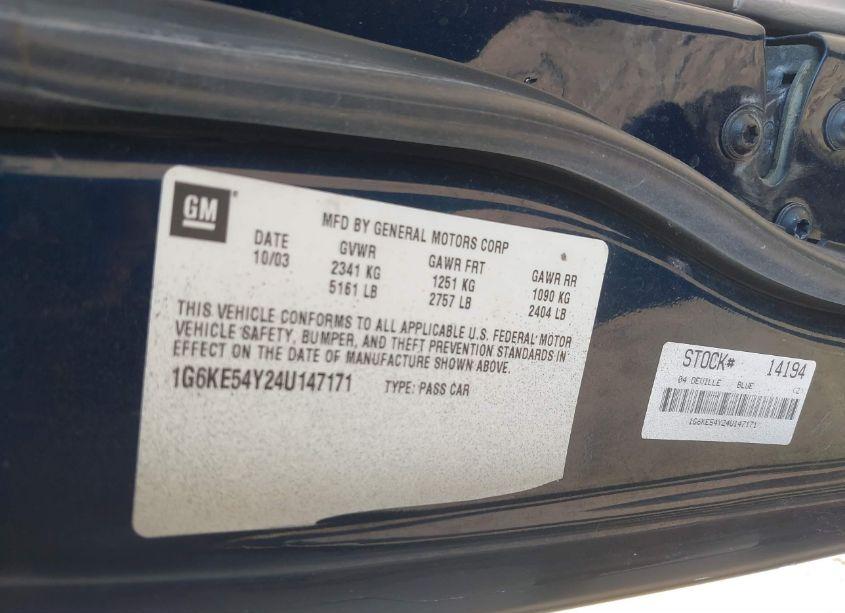 GM
MFD BY GENERAL MOTORS CORP
DATE GVWR GAWR FRT GAWR RR
10/03 2341 KG 1251 KG 1090 KG
5161 LB 2757 LB 2404 LB
THIS VEHICLE CONFORMS TO ALL APPLICABLE U.S. FEDERAL MOTOR
VEHICLE SAFETY, BUMPER, AND THEFT PREVENTION STANDARDS IN
EFFECT ON THE DATE OF MANUFACTURE SHOWN ABOVE.
1G6KE54Y24U147171 TYPE: PASS CAR
STOCK# 14194
04 DEVILLE BLUE (2)
1G6KE54Y24U147171